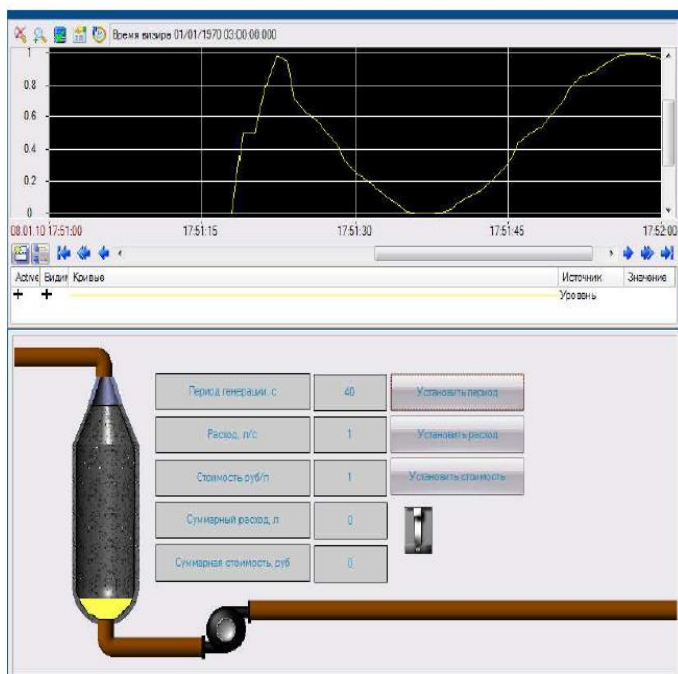 Время визира 01/01/1970 03:00:00.000
1
0.8
0.6
0.4
0.2
0
08.01.10 17:51:00 17:51:15 17:51:30 17:51:45 17:52:00
Active Видим Кривые Источник Значение
Уровень
Период генерации, с 40 Установить период
Расход, л/с 1 Установить расход
Стоимость руб/л 1 Установить стоимость
Суммарный расход, л 0
Суммарная стоимость, руб 0